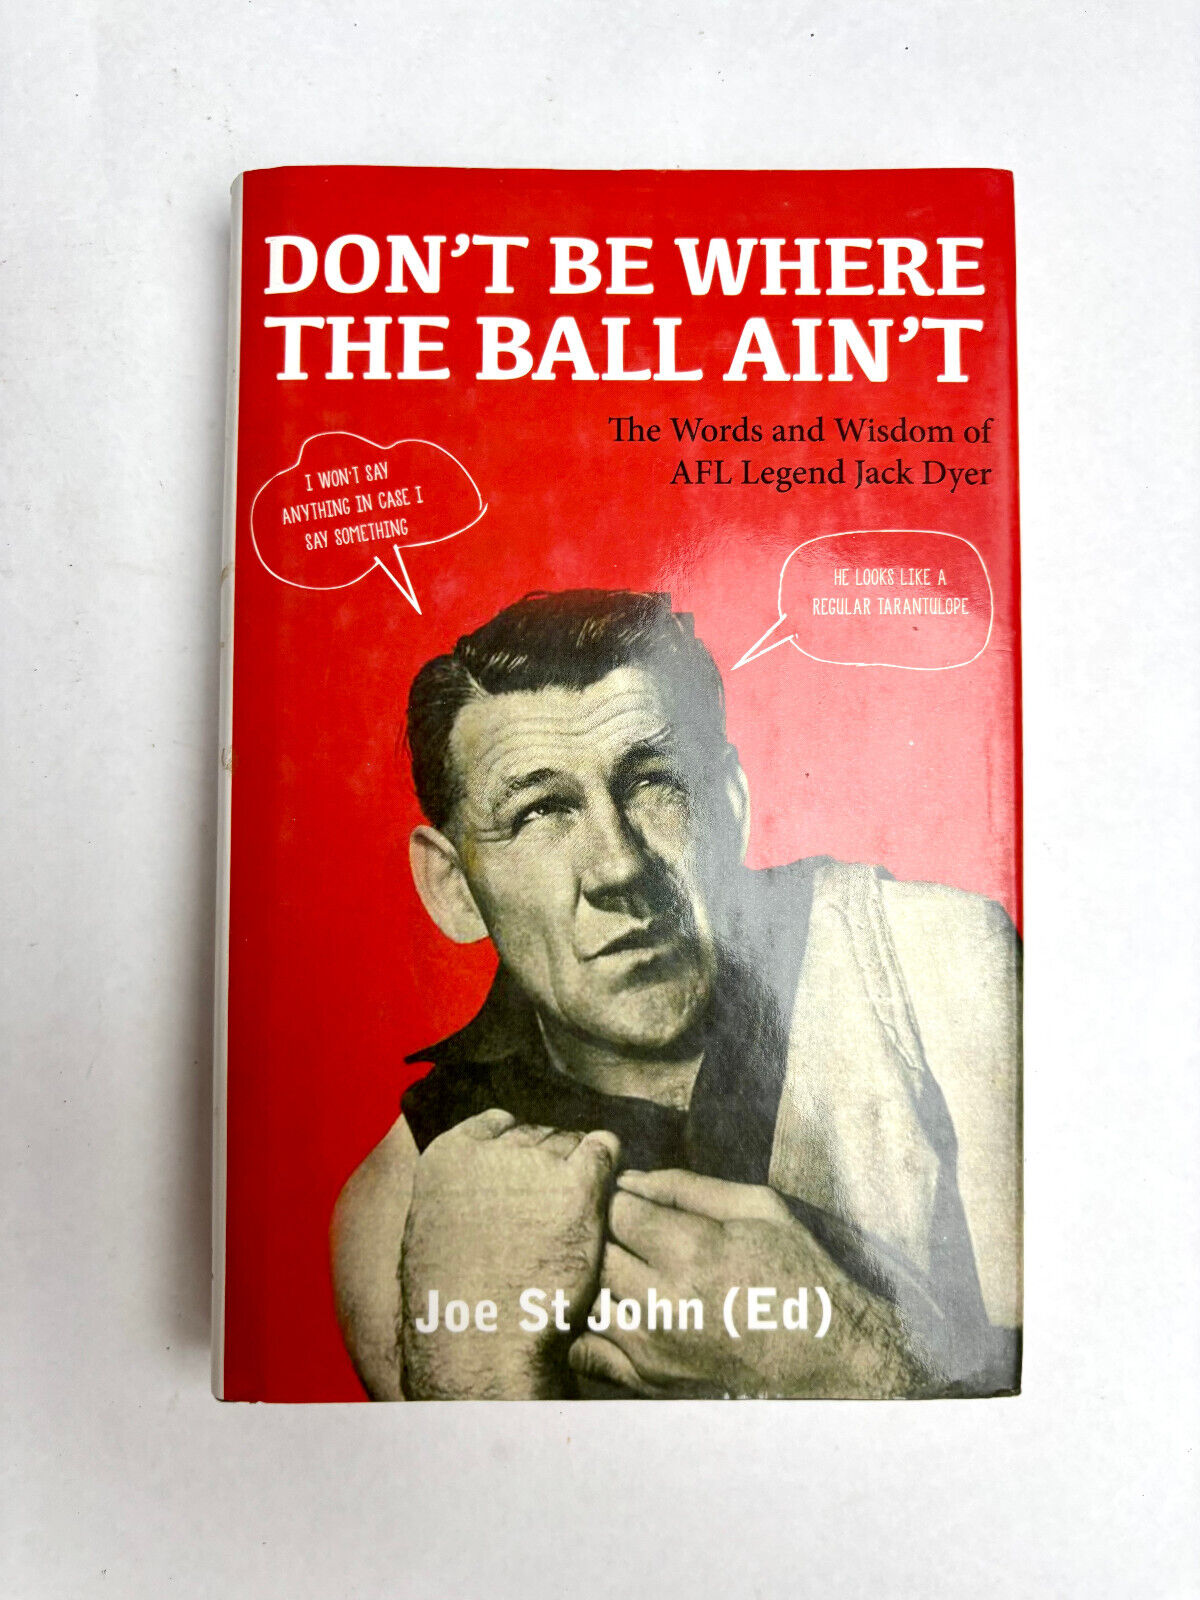 DON'T BE WHERE
THE BALL AIN'T
The Words and Wisdom of
AFL Legend Jack Dyer
I WON'T SAY
ANYTHING IN CASE I
SAY SOMETHING
HE LOOKS LIKE A
REGULAR TARANTULOPE
Joe St John (Ed)